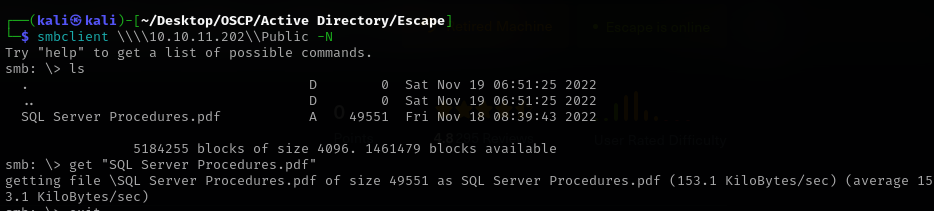 ┌──(kali㉿kali)-[~/Desktop/OSCP/Active Directory/Escape]
└─$ smbclient \\\\10.10.11.202\\Public -N
Try "help" to get a list of possible commands.
smb: \> ls
  .                                   D        0  Sat Nov 19 06:51:25 2022
  ..                                  D        0  Sat Nov 19 06:51:25 2022
  SQL Server Procedures.pdf           A    49551  Fri Nov 18 08:39:43 2022
                5184255 blocks of size 4096. 1461479 blocks available
smb: \> get "SQL Server Procedures.pdf"
getting file \SQL Server Procedures.pdf of size 49551 as SQL Server Procedures.pdf (153.1 KiloBytes/sec) (average 15
3.1 KiloBytes/sec)
smb: \> exit